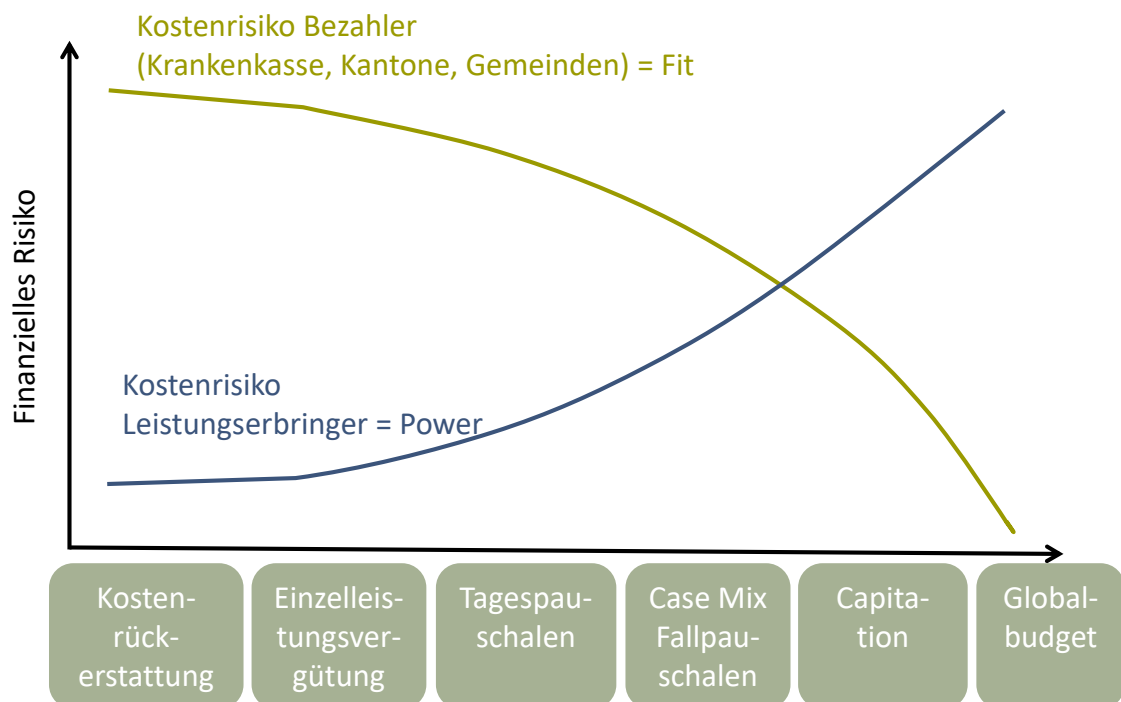 Kostenrisiko Bezahler
(Krankenkasse, Kantone, Gemeinden) = Fit
Finanzielles Risiko
Kostenrisiko
Leistungserbringer = Power
Kosten-
rück-
erstattung
Einzelleis-
tungsver-
gütung
Tagespau-
schalen
Case Mix
Fallpau-
schalen
Capita-
tion
Global-
budget